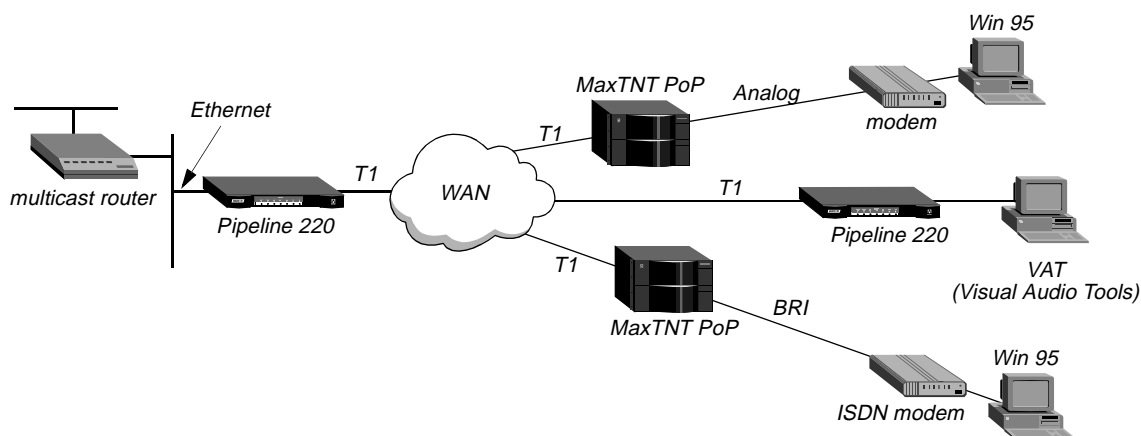 Win 95
MaxTNT PoP
Analog
modem
Ethernet
T1
multicast router
T1
WAN
T1
Pipeline 220
Pipeline 220
T1
VAT
(Visual Audio Tools)
MaxTNT PoP
BRI
Win 95
ISDN modem